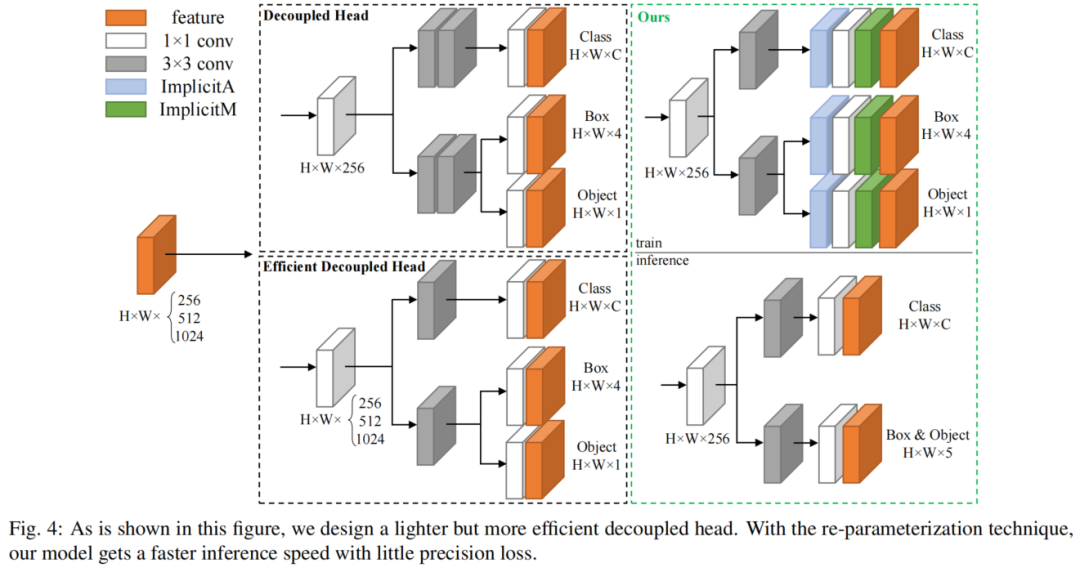 feature
1×1 conv
3×3 conv
ImplicitA
ImplicitM
H×W×
256
512
1024
Decoupled Head
H×W×256
Class
H×W×C
Box
H×W×4
Object
H×W×1
Efficient Decoupled Head
H×W×
256
512
1024
Class
H×W×C
Box
H×W×4
Object
H×W×1
Ours
H×W×256
Class
H×W×C
Box
H×W×4
Object
H×W×1
train
inference
H×W×256
Class
H×W×C
Box & Object
H×W×5
Fig. 4: As is shown in this figure, we design a lighter but more efficient decoupled head. With the re-parameterization technique,
our model gets a faster inference speed with little precision loss.